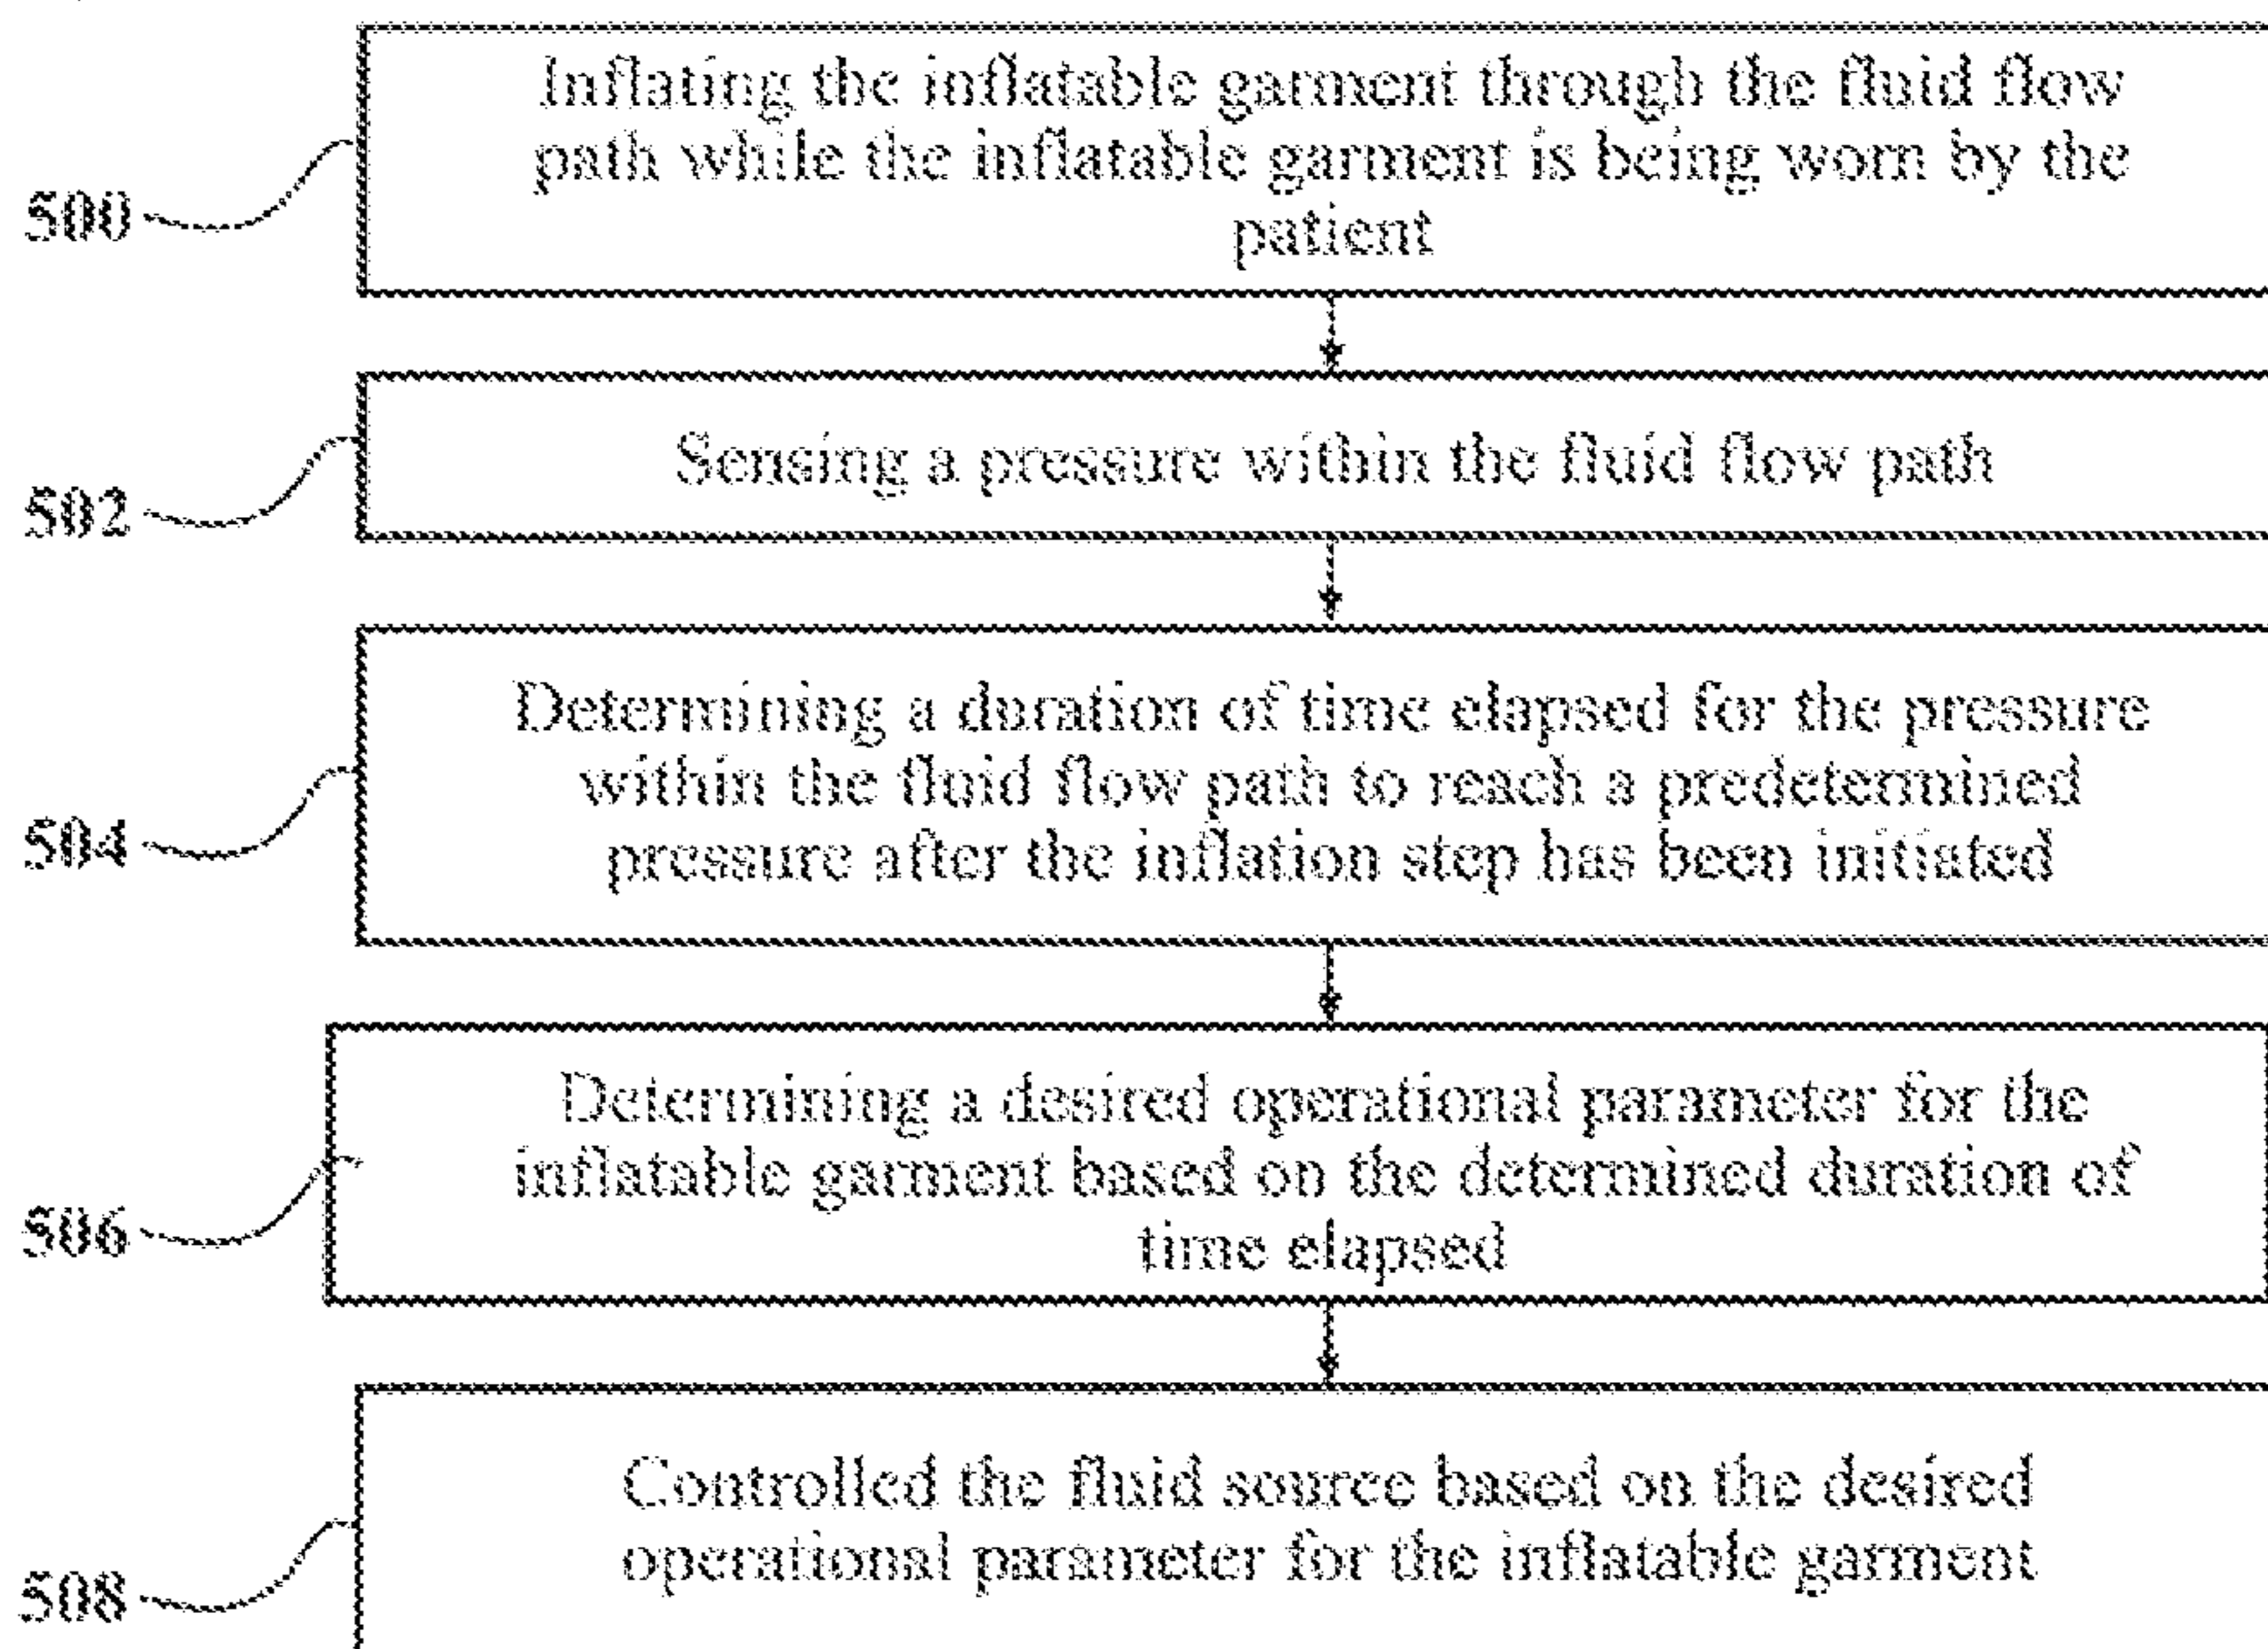 Inflating the inflatable garment through the fluid flow
path while the inflatable garment is being worn by the
patient
500
Sensing a pressure within the fluid flow path
502
Determining a duration of time elapsed for the pressure
within the fluid flow path to reach a predetermined
pressure after the inflation step has been initiated
504
Determining a desired operational parameter for the
inflatable garment based on the determined duration of
time elapsed
506
Controlled the fluid source based on the desired
operational parameter for the inflatable garment
508